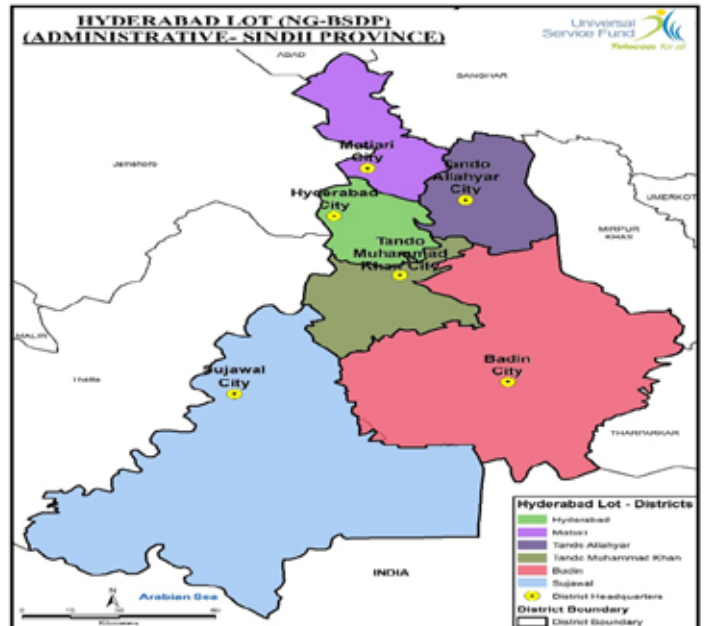 HYDERABAD LOT (NG-BSDP)
(ADMINISTRATIVE- SINDH PROVINCE)
Universal
Service Fund
Telecom for all
SANGHAR
Matiari
City
Jamshoro
Tando
Allahyar
City
Hyderabad
City
UMERKOT
MIRPUR
KHAS
Tando
Muhammad
Khan City
MALIR
Thatta
Sujawal
City
Badin
City
THARPARKAR
Hyderabad Lot - Districts
Hyderabad
Matiari
Tando Allahyar
Tando Muhammad Khan
Badin
Sujawal
District Headquarters
District Boundary
District Boundary
INDIA
Arabian Sea
N
Kilometers